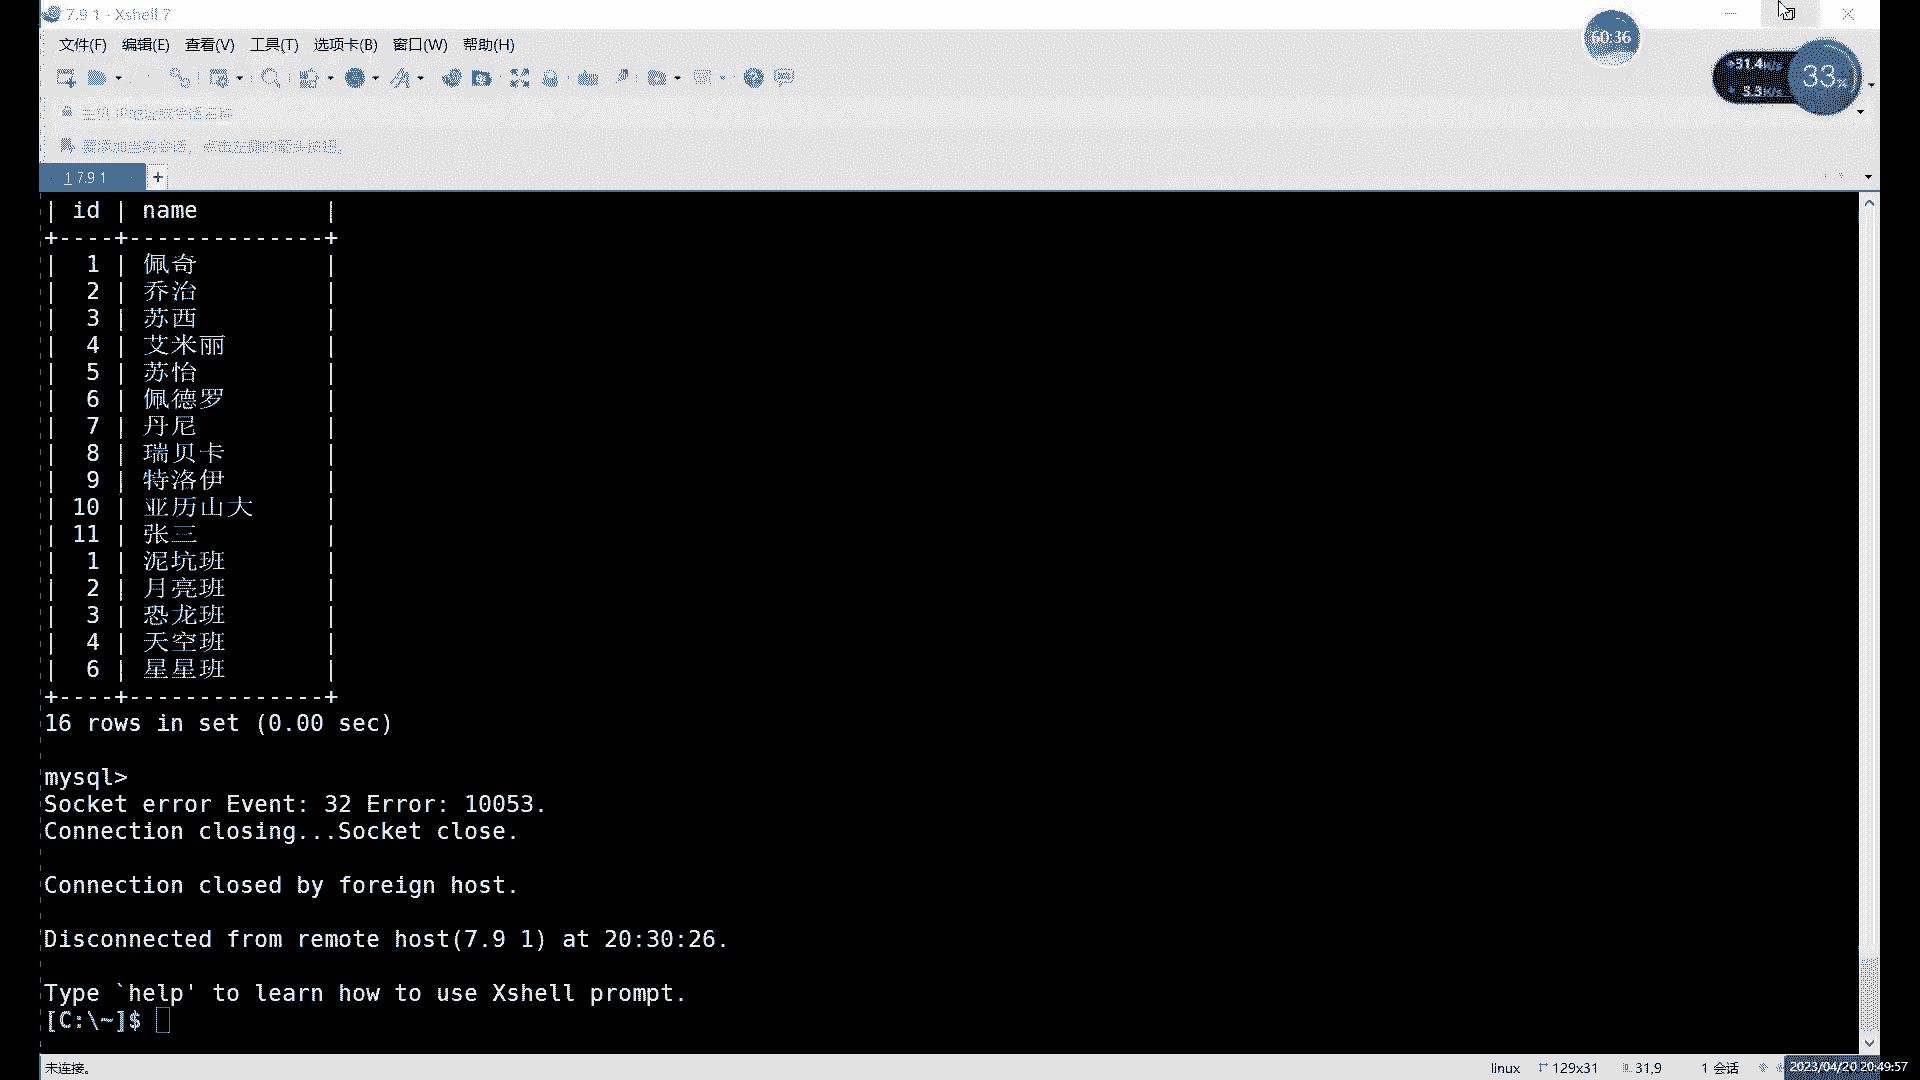 7.9 1 - Xshell 7
60:36
文件(F) 编辑(E) 查看(V) 工具(T) 选项卡(B) 窗口(W) 帮助(H)
31.4K/s
33%
3.3K/s
1 7.9 1
+
| id | name |
+----+--------------+
| 1 | 佩奇 |
| 2 | 乔治 |
| 3 | 苏西 |
| 4 | 艾米丽 |
| 5 | 苏怡 |
| 6 | 佩德罗 |
| 7 | 丹尼 |
| 8 | 瑞贝卡 |
| 9 | 特洛伊 |
| 10 | 亚历山大 |
| 11 | 张三 |
| 1 | 泥坑班 |
| 2 | 月亮班 |
| 3 | 恐龙班 |
| 4 | 天空班 |
| 6 | 星星班 |
+----+--------------+
16 rows in set (0.00 sec)
mysql>
Socket error Event: 32 Error: 10053.
Connection closing...Socket close.
Connection closed by foreign host.
Disconnected from remote host(7.9 1) at 20:30:26.
Type `help' to learn how to use Xshell prompt.
[C:\~]$
未连接。 linux 129x31 31,9 1 会话 2023/04/20 20:49:57